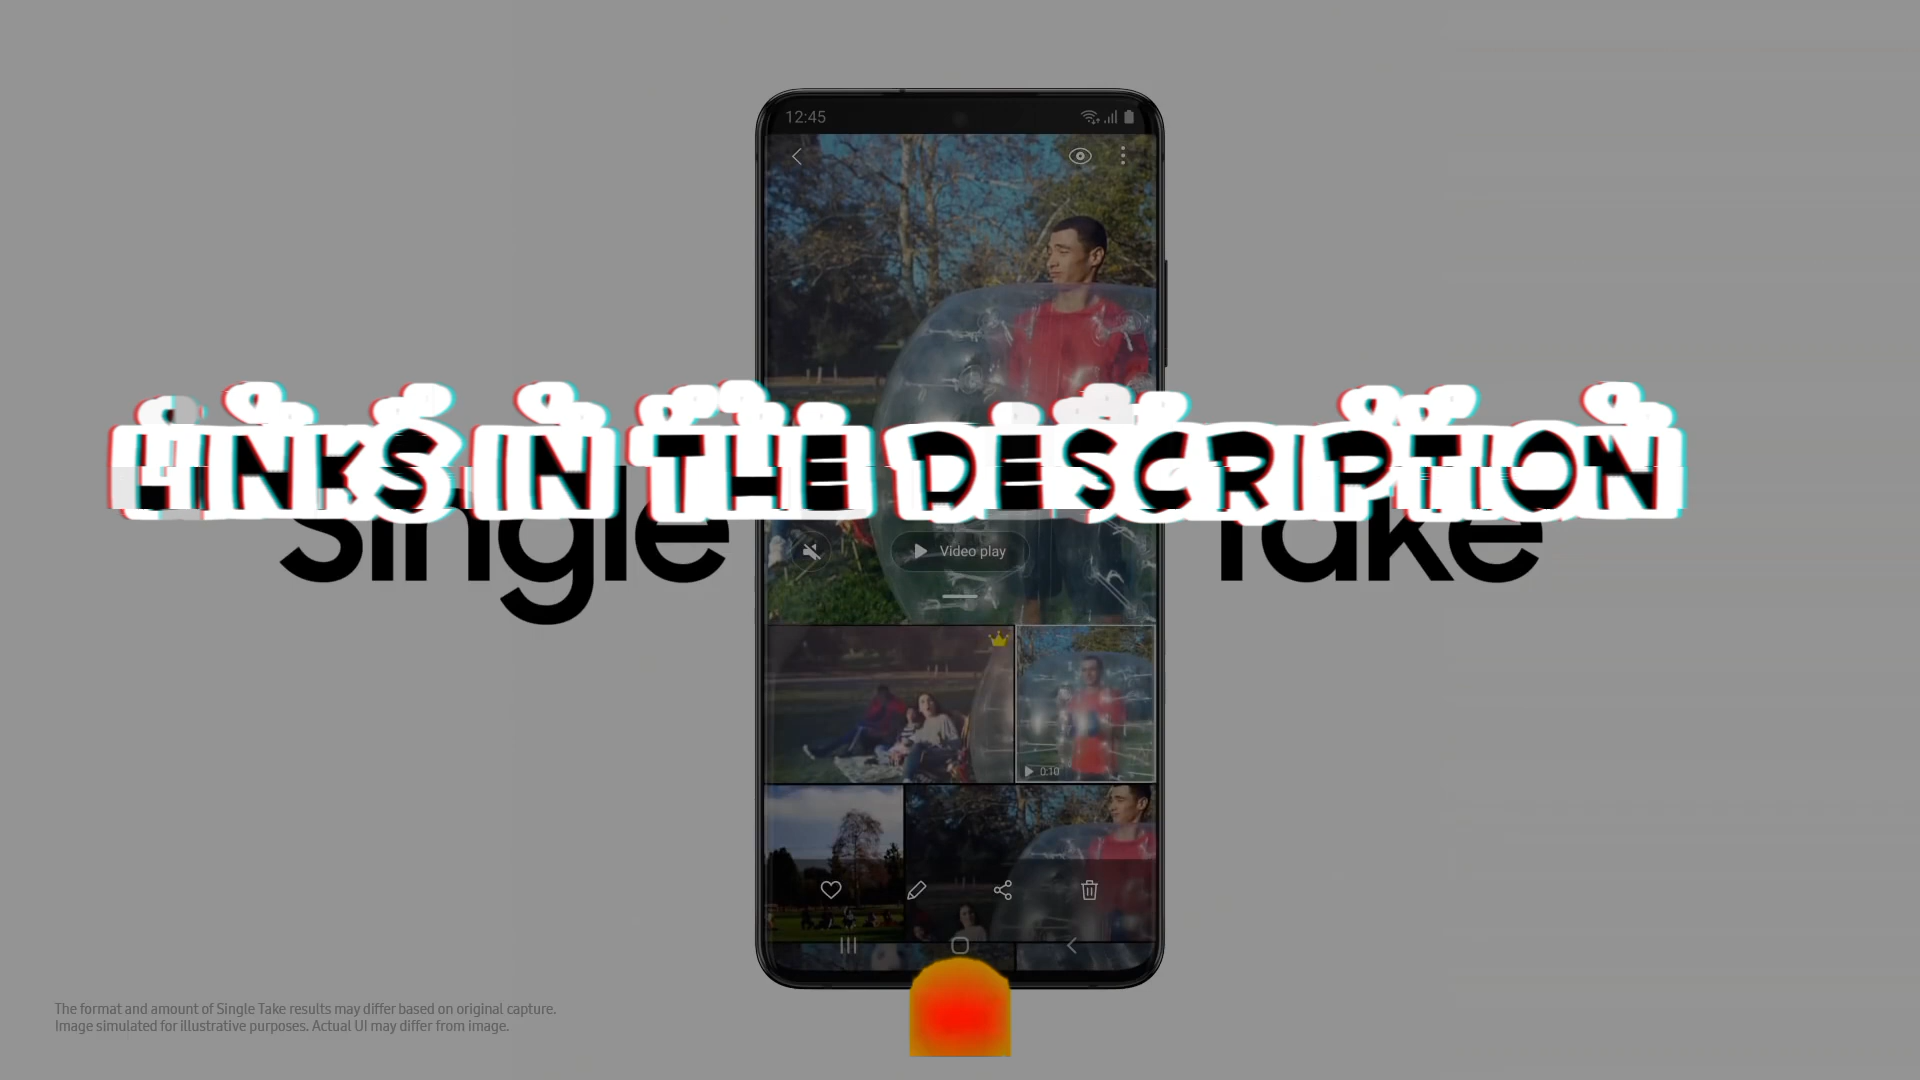 12:45
LINKS IN THE DESCRIPTION
Single Take
Video play
0:10
The format and amount of Single Take results may differ based on original capture.
Image simulated for illustrative purposes. Actual UI may differ from image.